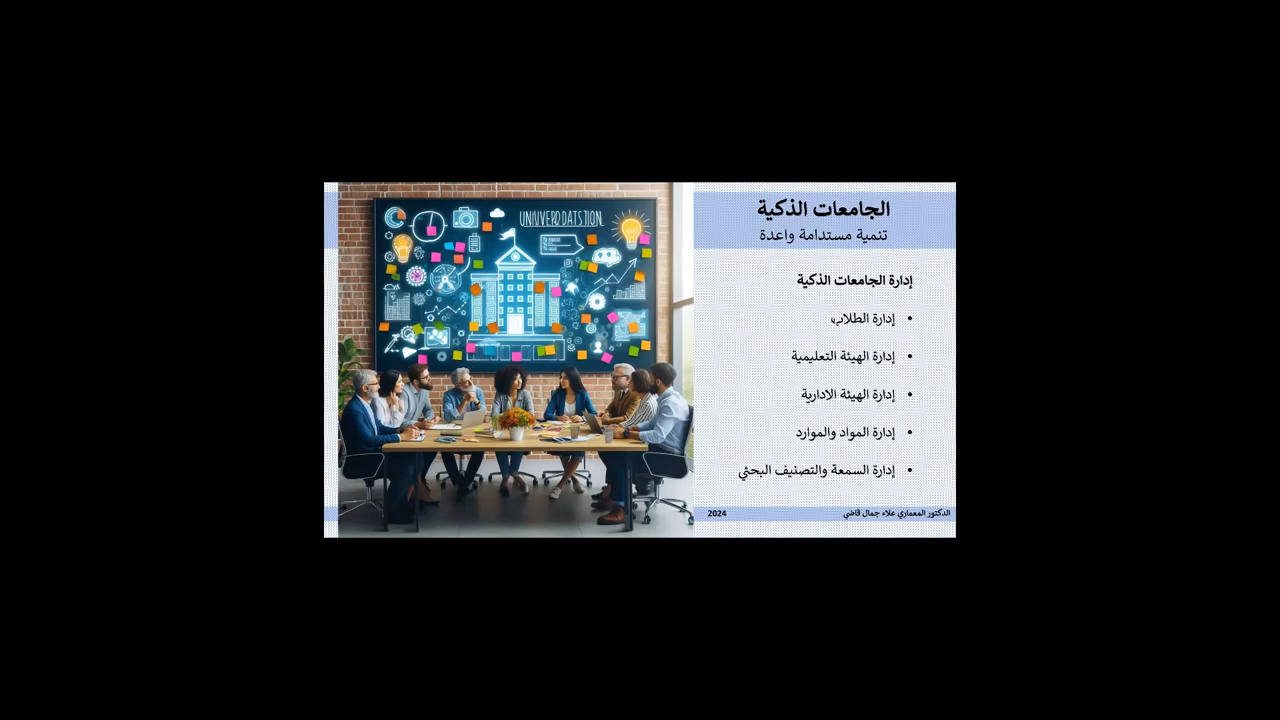 الجامعات الذكية
تنمية مستدامة واعدة
إدارة الجامعات الذكية
• إدارة الطلاب
• إدارة الهيئة التعليمية
• إدارة الهيئة الادارية
• إدارة المواد والموارد
• إدارة السمعة والتصنيف البحثي
الدكتور المعماري علاء جمال قاضي
2024
UNIVERDATSTION